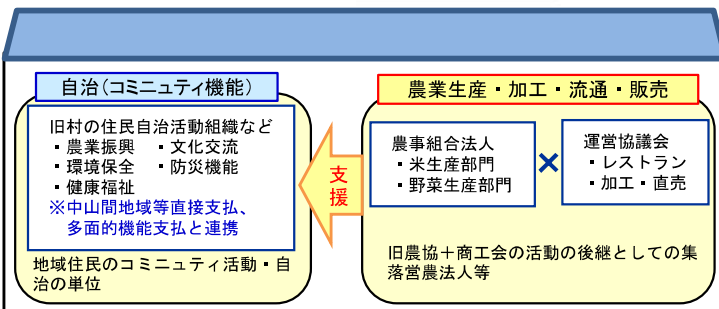 自治(コミニュティ機能)
旧村の住民自治活動組織など
・農業振興　・文化交流
・環境保全　・防災機能
・健康福祉
※中山間地域等直接支払、
多面的機能支払と連携
地域住民のコミュニティ活動・自
治の単位
支
援
農業生産・加工・流通・販売
農事組合法人
・米生産部門
・野菜生産部門
×
運営協議会
・レストラン
・加工・直売
旧農協＋商工会の活動の後継としての集
落営農法人等